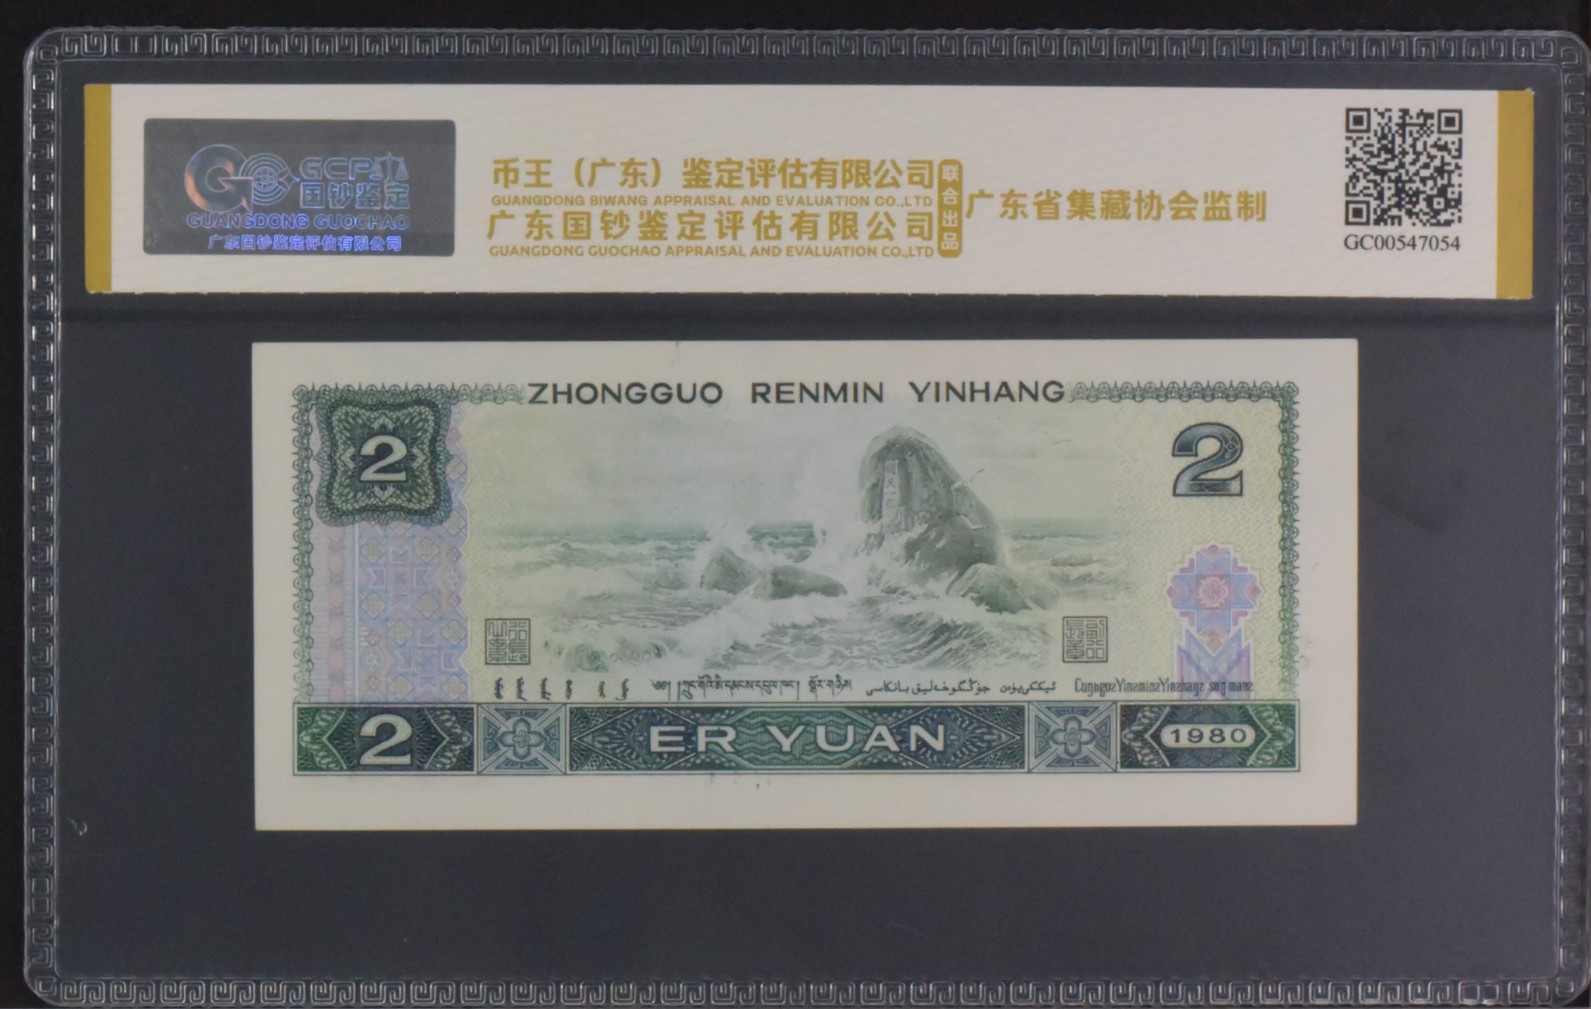 GCPA
国钞鉴定
GUANGDONG GUOCHAO
广东国钞鉴定评估有限公司
币王（广东）鉴定评估有限公司
GUANGDONG BIWANG APPRAISAL AND EVALUATION CO.,LTD
广东国钞鉴定评估有限公司
GUANGDONG GUOCHAO APPRAISAL AND EVALUATION CO.,LTD
联合出品
广东省集藏协会监制
GC00547054
ZHONGGUO RENMIN YINHANG
2
2
2
ER YUAN
1980